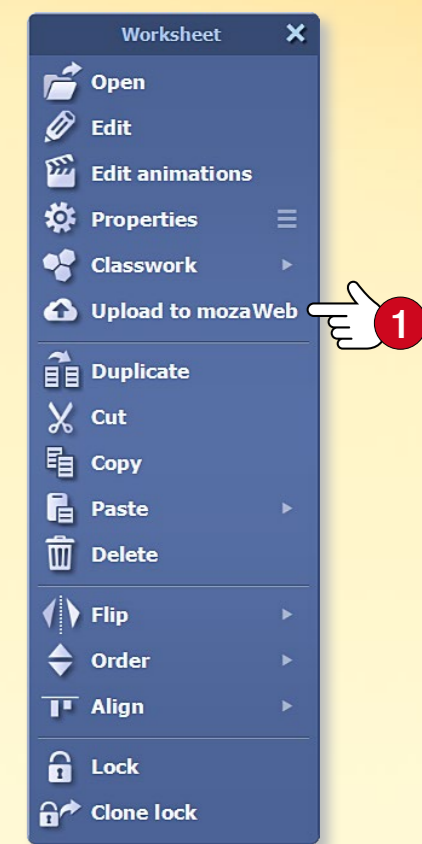 Worksheet
Open
Edit
Edit animations
Properties
Classwork
Upload to mozaWeb
1
Duplicate
Cut
Copy
Paste
Delete
Flip
Order
Align
Lock
Clone lock